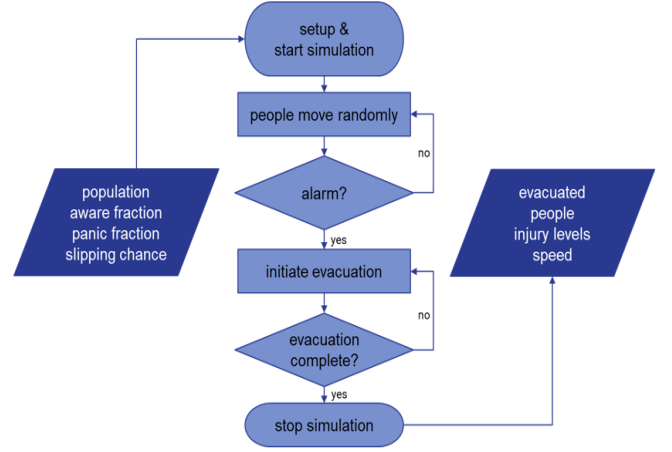 setup &
start simulation
people move randomly
no
alarm?
yes
population
aware fraction
panic fraction
slipping chance
evacuated
people
injury levels
speed
initiate evacuation
no
evacuation
complete?
yes
stop simulation